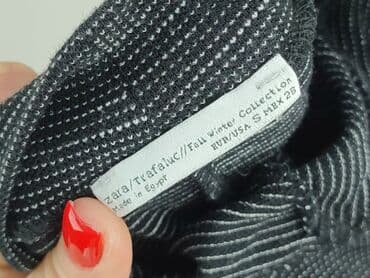 Zara/Trafaluc//Fall Winter Collection
Made in Egypt
EUR/USA S MEX 28